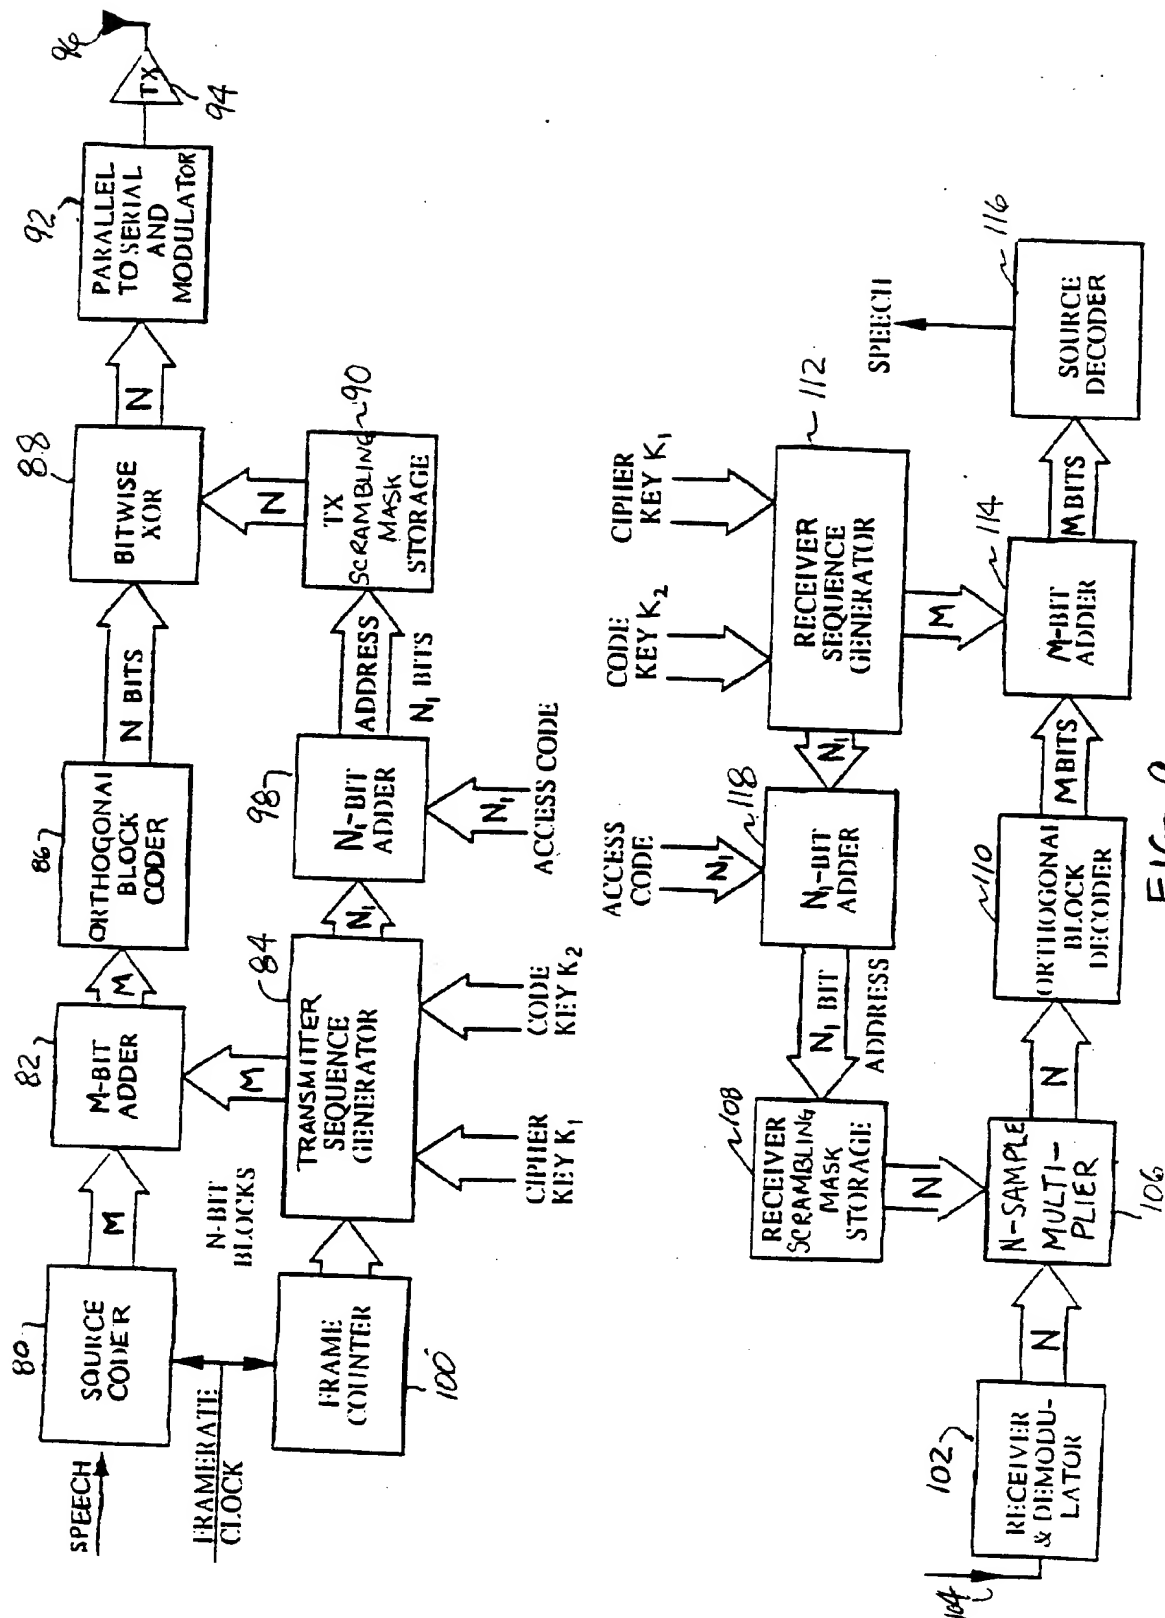 SPEECH
80
SOURCE
CODER
M
82
M-BIT
ADDER
M
86
ORTHOGONAL
BLOCK
CODER
N BITS
88
BITWISE
XOR
N
92
PARALLEL
TO SERIAL
AND
MODULATOR
TX
94
96
FRAMERATE
CLOCK
N-BIT
BLOCKS
FRAME
COUNTER
100
M
84
TRANSMITTER
SEQUENCE
GENERATOR
CIPHER
KEY K1
CODE
KEY K2
N1
98
N1-BIT
ADDER
N1
ACCESS CODE
ADDRESS
N1 BITS
N
TX
SCRAMBLING
MASK
STORAGE
90
104
102
RECEIVER
& DEMODU-
LATOR
N
N-SAMPLE
MULTI-
PLIER
106
108
RECEIVER
SCRAMBLING
MASK
STORAGE
N
N
110
ORTHOGONAL
BLOCK
DECODER
M BITS
114
M-BIT
ADDER
M BITS
116
SOURCE
DECODER
SPEECH
N1 BIT
ADDRESS
ACCESS
CODE
N1
118
N1-BIT
ADDER
N1
CODE
KEY K2
CIPHER
KEY K1
112
RECEIVER
SEQUENCE
GENERATOR
M